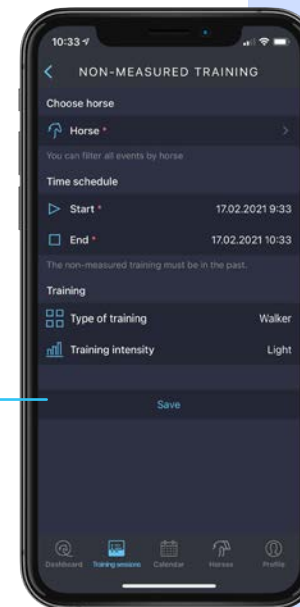 10:33
NON-MEASURED TRAINING
Choose horse
Horse *
You can filter all events by horse
Time schedule
Start * 17.02.2021 9:33
End * 17.02.2021 10:33
The non-measured training must be in the past.
Training
Type of training Walker
Training intensity Light
Save
Dashboard Training sessions Calendar Horses Profile